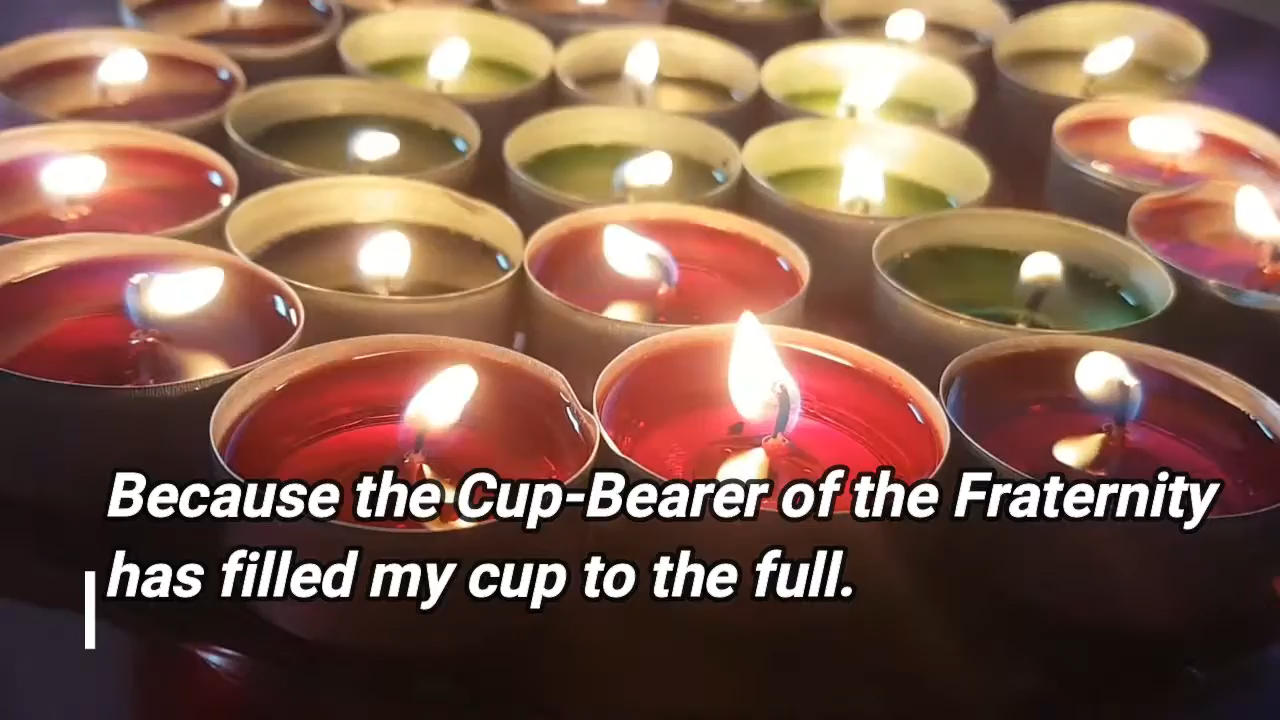 Because the Cup-Bearer of the Fraternity
has filled my cup to the full.